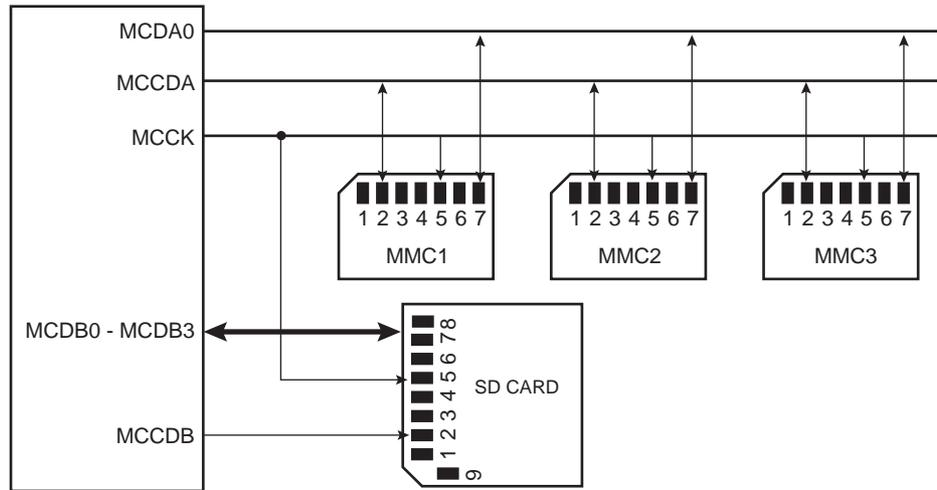 MCDA0
MCCDA
MCCK
1 2 3 4 5 6 7
MMC1
1 2 3 4 5 6 7
MMC2
1 2 3 4 5 6 7
MMC3
MCDB0 - MCDB3
1 2 3 4 5 6 7 8
SD CARD
MCCDB
9